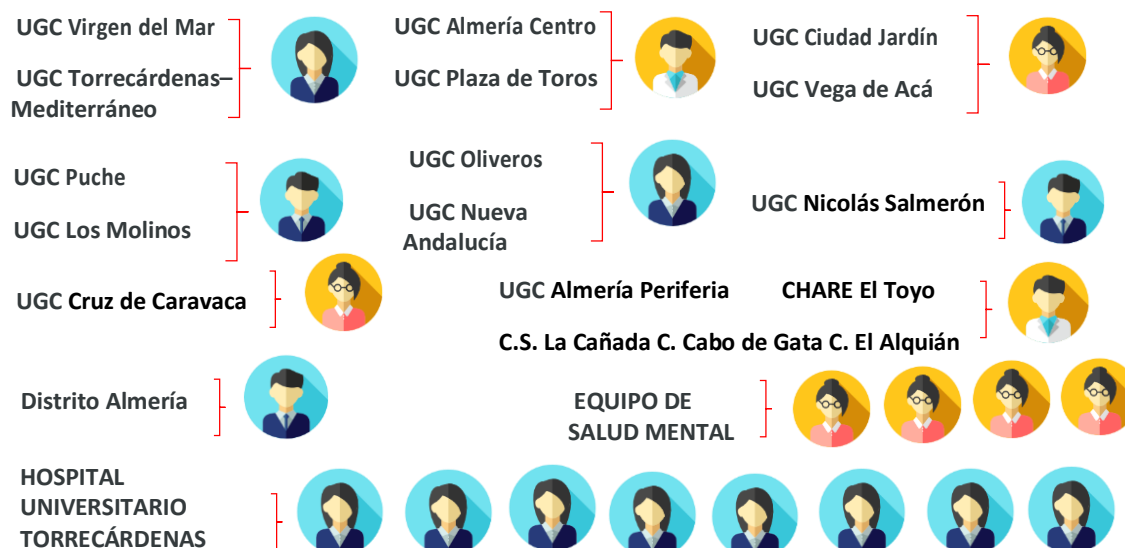 UGC Virgen del Mar
UGC Torrecárdenas–
Mediterráneo
UGC Almería Centro
UGC Plaza de Toros
UGC Ciudad Jardín
UGC Vega de Acá
UGC Puche
UGC Los Molinos
UGC Oliveros
UGC Nueva
Andalucía
UGC Nicolás Salmerón
UGC Cruz de Caravaca
UGC Almería Periferia CHARE El Toyo
C.S. La Cañada C. Cabo de Gata C. El Alquián
Distrito Almería
EQUIPO DE
SALUD MENTAL
HOSPITAL
UNIVERSITARIO
TORRECÁRDENAS